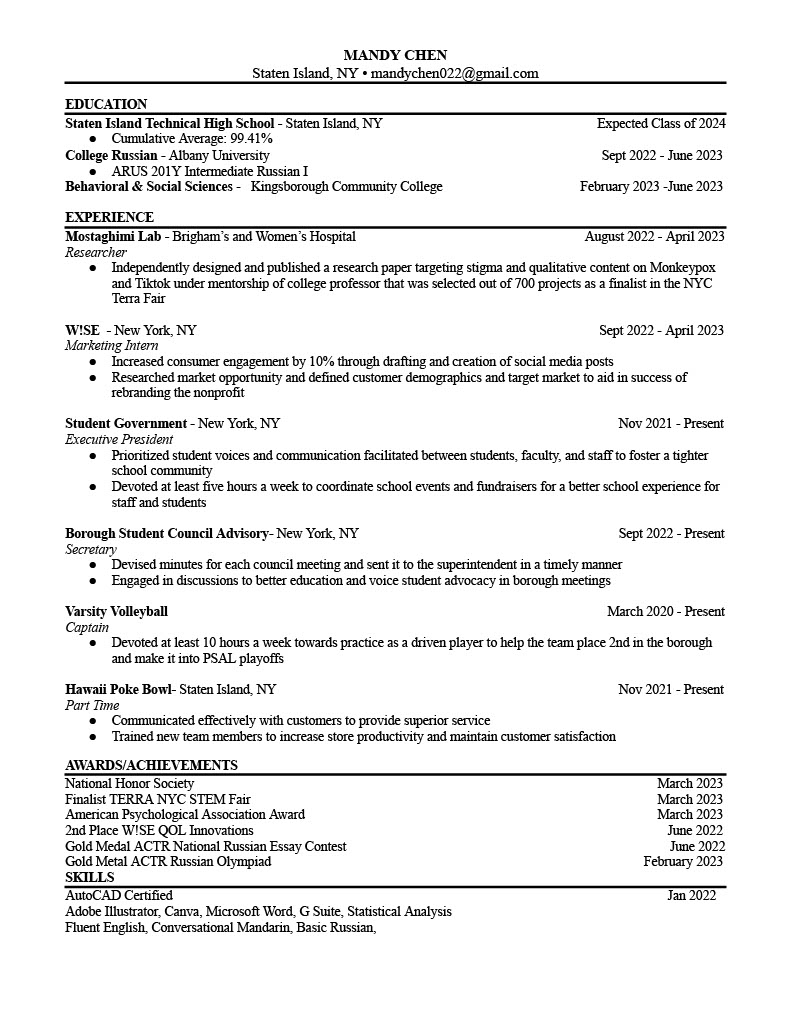 MANDY CHEN
Staten Island, NY • mandychen022@gmail.com
EDUCATION
Staten Island Technical High School - Staten Island, NY Expected Class of 2024
● Cumulative Average: 99.41%
College Russian - Albany University Sept 2022 - June 2023
● ARUS 201Y Intermediate Russian I
Behavioral & Social Sciences - Kingsborough Community College February 2023 -June 2023
EXPERIENCE
Mostaghimi Lab - Brigham's and Women's Hospital August 2022 - April 2023
Researcher
● Independently designed and published a research paper targeting stigma and qualitative content on Monkeypox
and Tiktok under mentorship of college professor that was selected out of 700 projects as a finalist in the NYC
Terra Fair
W!SE - New York, NY Sept 2022 - April 2023
Marketing Intern
● Increased consumer engagement by 10% through drafting and creation of social media posts
● Researched market opportunity and defined customer demographics and target market to aid in success of
rebranding the nonprofit
Student Government - New York, NY Nov 2021 - Present
Executive President
● Prioritized student voices and communication facilitated between students, faculty, and staff to foster a tighter
school community
● Devoted at least five hours a week to coordinate school events and fundraisers for a better school experience for
staff and students
Borough Student Council Advisory- New York, NY Sept 2022 - Present
Secretary
● Devised minutes for each council meeting and sent it to the superintendent in a timely manner
● Engaged in discussions to better education and voice student advocacy in borough meetings
Varsity Volleyball March 2020 - Present
Captain
● Devoted at least 10 hours a week towards practice as a driven player to help the team place 2nd in the borough
and make it into PSAL playoffs
Hawaii Poke Bowl- Staten Island, NY Nov 2021 - Present
Part Time
● Communicated effectively with customers to provide superior service
● Trained new team members to increase store productivity and maintain customer satisfaction
AWARDS/ACHIEVEMENTS
National Honor Society March 2023
Finalist TERRA NYC STEM Fair March 2023
American Psychological Association Award March 2023
2nd Place W!SE QOL Innovations June 2022
Gold Medal ACTR National Russian Essay Contest June 2022
Gold Metal ACTR Russian Olympiad February 2023
SKILLS
AutoCAD Certified Jan 2022
Adobe Illustrator, Canva, Microsoft Word, G Suite, Statistical Analysis
Fluent English, Conversational Mandarin, Basic Russian,